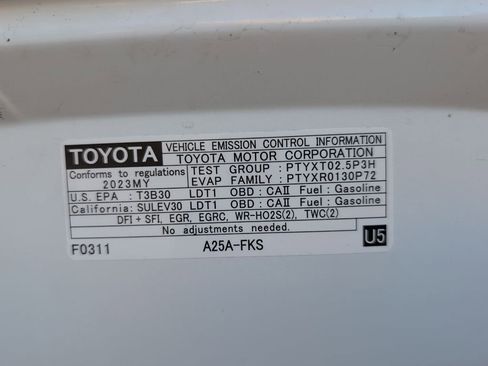 TOYOTA
VEHICLE EMISSION CONTROL INFORMATION
TOYOTA MOTOR CORPORATION
Conforms to regulations
2023MY
TEST GROUP : PTYXT02.5P3H
EVAP FAMILY : PTYXR0130P72
U.S. EPA : T3B30 LDT1 OBD : CAII Fuel : Gasoline
California: SULEV30 LDT1 OBD : CAII Fuel : Gasoline
DFI + SFI, EGR, EGRC, WR-HO2S(2), TWC(2)
No adjustments needed.
F0311 A25A-FKS U5